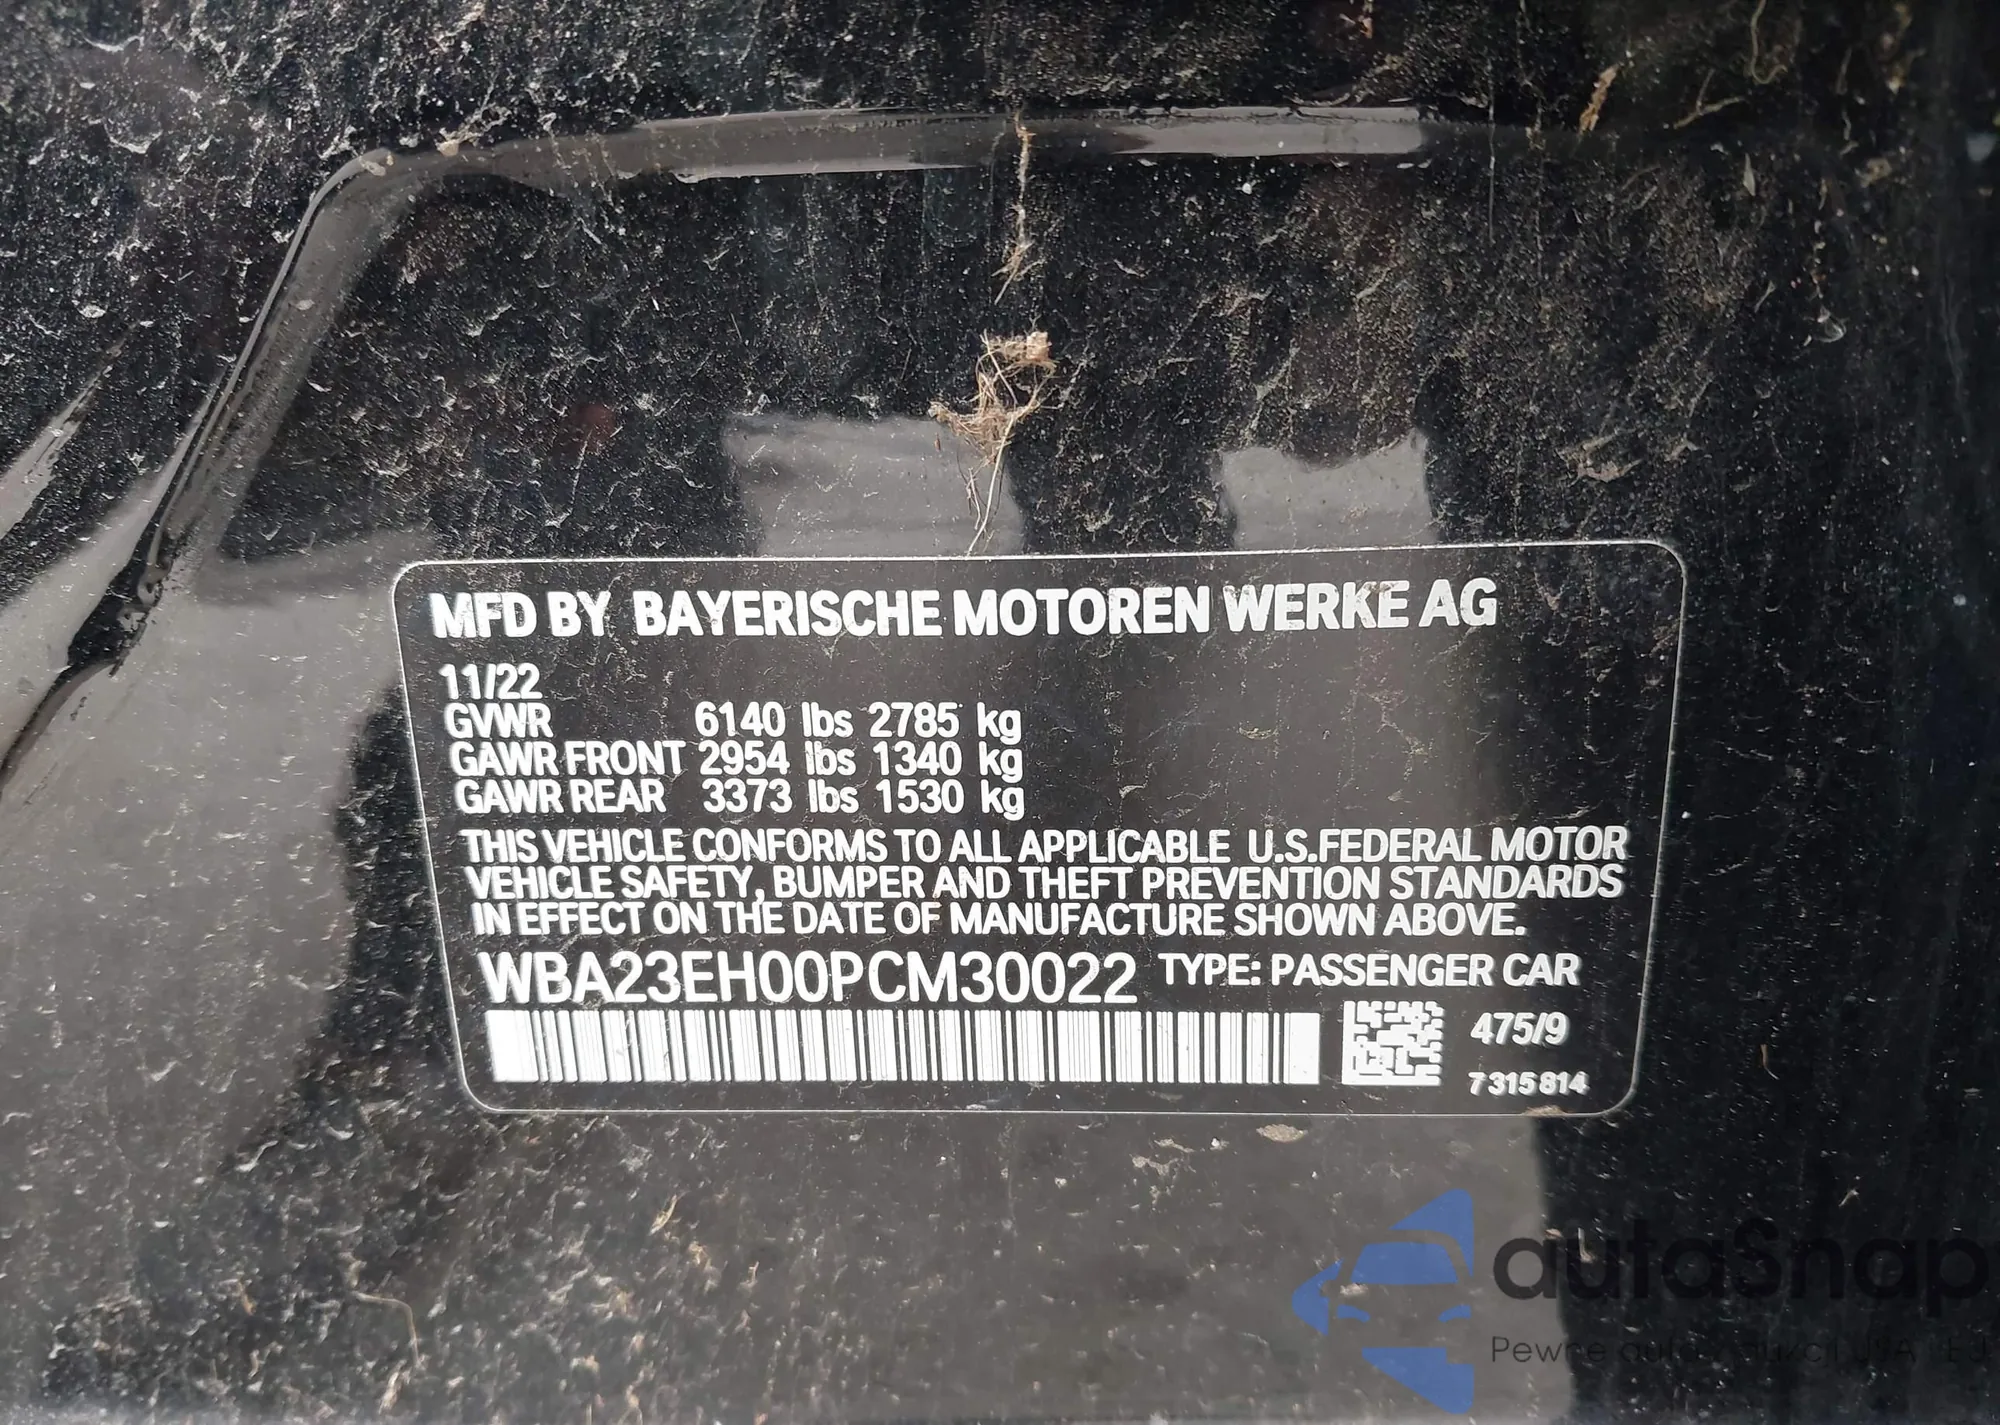 MFD BY BAYERISCHE MOTOREN WERKE AG
11/22
GVWR 6140 lbs 2785 kg
GAWR FRONT 2954 lbs 1340 kg
GAWR REAR 3373 lbs 1530 kg
THIS VEHICLE CONFORMS TO ALL APPLICABLE U.S.FEDERAL MOTOR
VEHICLE SAFETY, BUMPER AND THEFT PREVENTION STANDARDS
IN EFFECT ON THE DATE OF MANUFACTURE SHOWN ABOVE.
WBA23EH00PCM30022 TYPE: PASSENGER CAR
475/9
7 315 814
autaSnap
Pewne auta